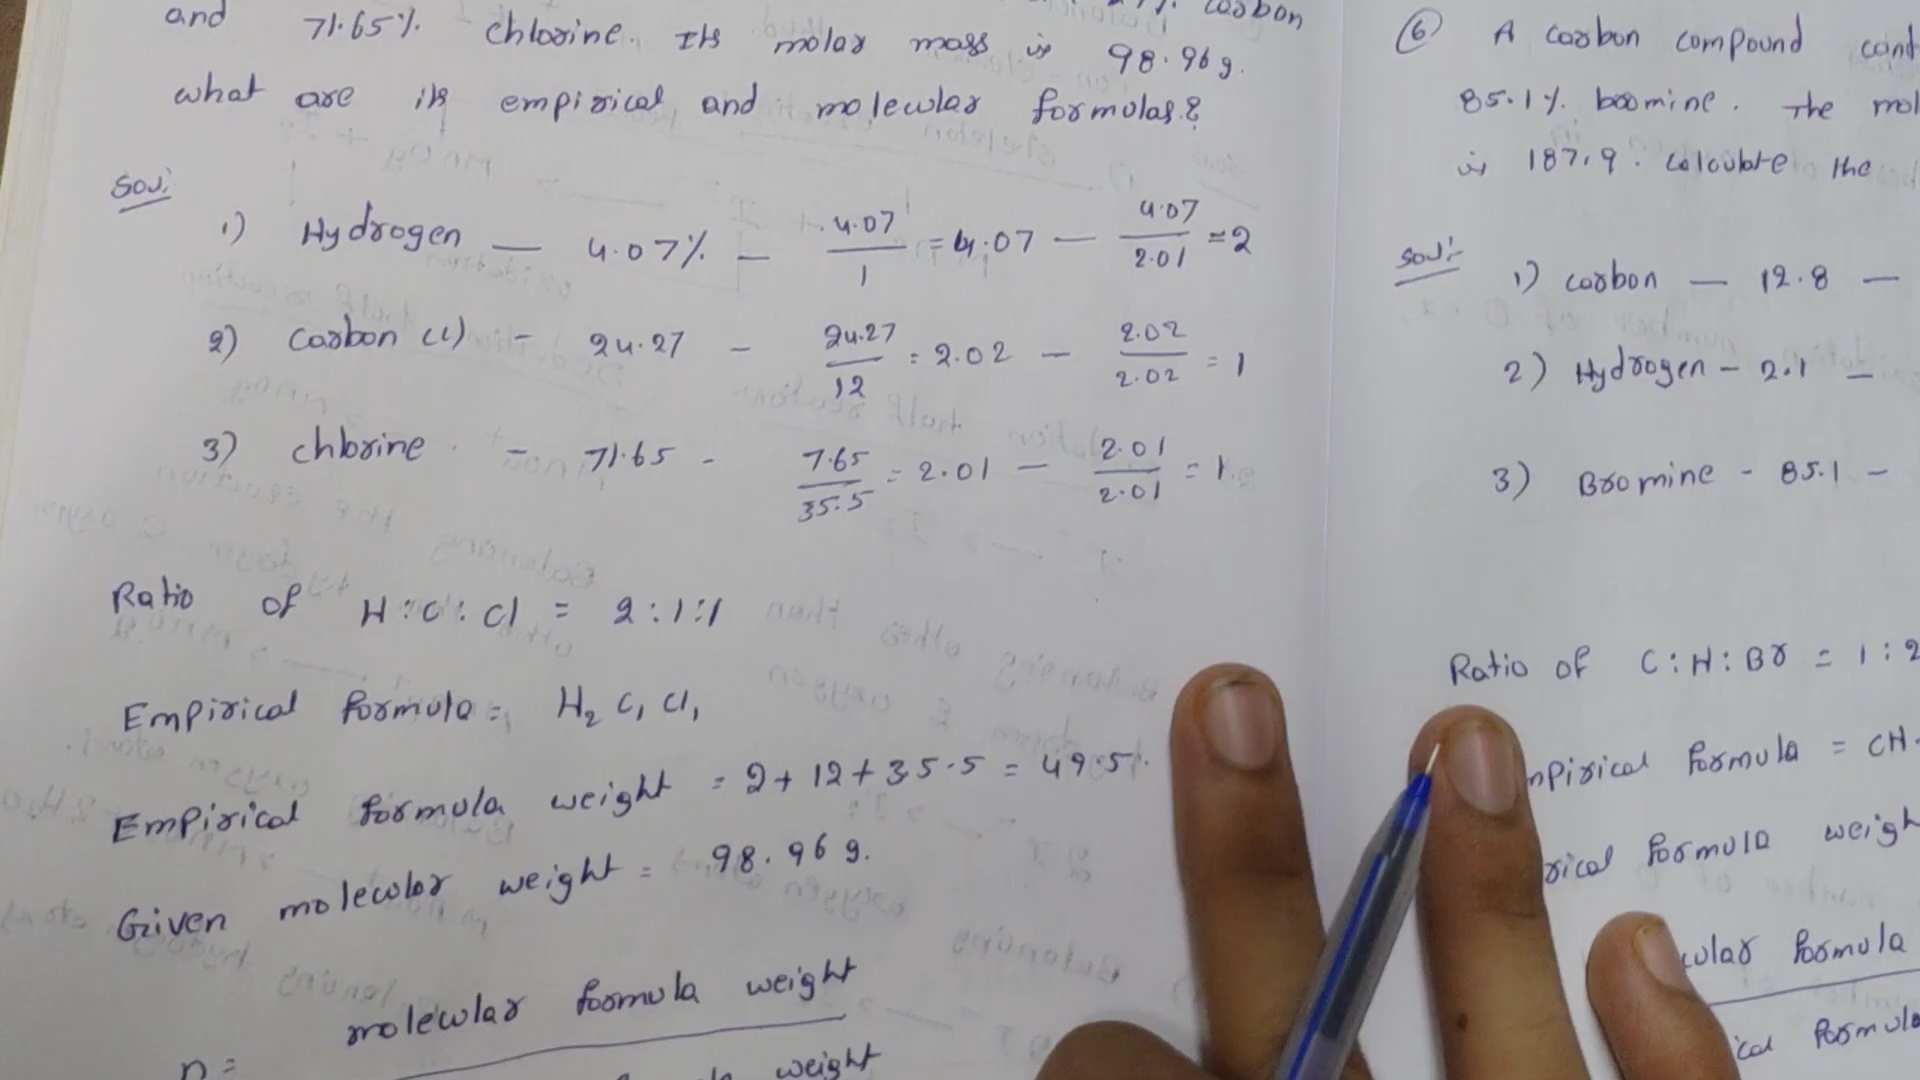 % carbon
and 71.65% chlorine. Its molar mass is 98.96 g.
what are its empirical and molecular formulas?
Sol:
1) Hydrogen — 4.07% — 4.07/1 = 4.07 — 4.07/2.01 = 2
2) carbon (c) - 24.27 - 24.27/12 = 2.02 — 2.02/2.02 = 1
3) chlorine - 71.65 - 7.65/35.5 = 2.01 — 2.01/2.01 = 1.
Ratio of H:C:Cl = 2:1:1
Empirical formula = H2 C1 Cl1
Empirical formula weight = 2+12+35.5 = 49.5.
Given molecular weight = 98.96 g.
molecular formula weight
n =
weight
6 A carbon compound
85.1% bromine. The
is 187.9. calculate the
Sol:
1) carbon — 12.8 —
2) Hydrogen - 2.1 —
3) Bromine - 85.1 —
Ratio of C:H:Br = 1:2
formula = CH
formula
formula